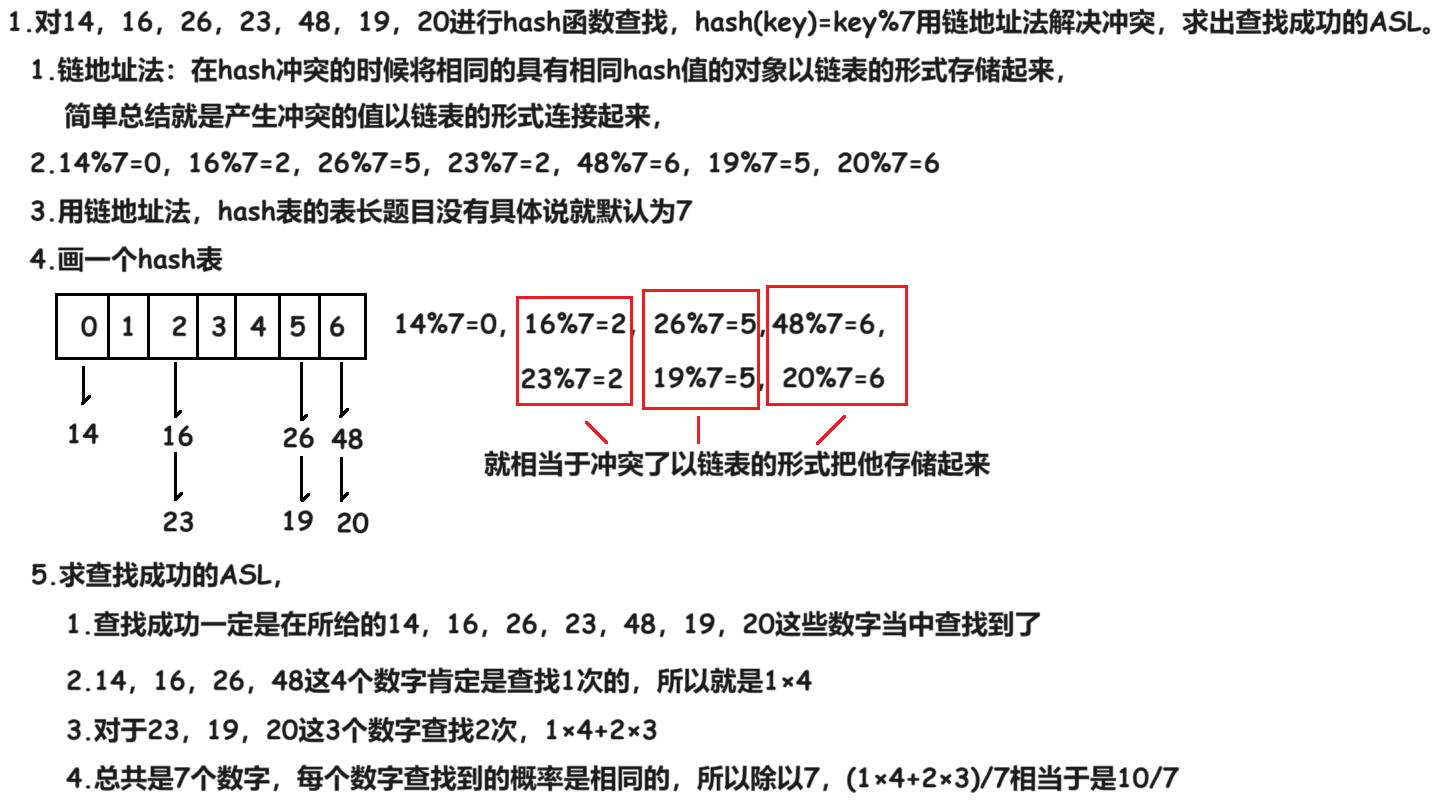 1.对14，16，26，23，48，19，20进行hash函数查找，hash(key)=key%7用链地址法解决冲突，求出查找成功的ASL。
1.链地址法：在hash冲突的时候将相同的具有相同hash值的对象以链表的形式存储起来，
简单总结就是产生冲突的值以链表的形式连接起来，
2.14%7=0，16%7=2，26%7=5，23%7=2，48%7=6，19%7=5，20%7=6
3.用链地址法，hash表的表长题目没有具体说就默认为7
4.画一个hash表
0 1 2 3 4 5 6
14%7=0，16%7=2，26%7=5，48%7=6，
23%7=2 19%7=5，20%7=6
14 16 26 48
就相当于冲突了以链表的形式把他存储起来
23 19 20
5.求查找成功的ASL，
1.查找成功一定是在所给的14，16，26，23，48，19，20这些数字当中查找到了
2.14，16，26，48这4个数字肯定是查找1次的，所以就是1×4
3.对于23，19，20这3个数字查找2次，1×4+2×3
4.总共是7个数字，每个数字查找到的概率是相同的，所以除以7，(1×4+2×3)/7相当于是10/7